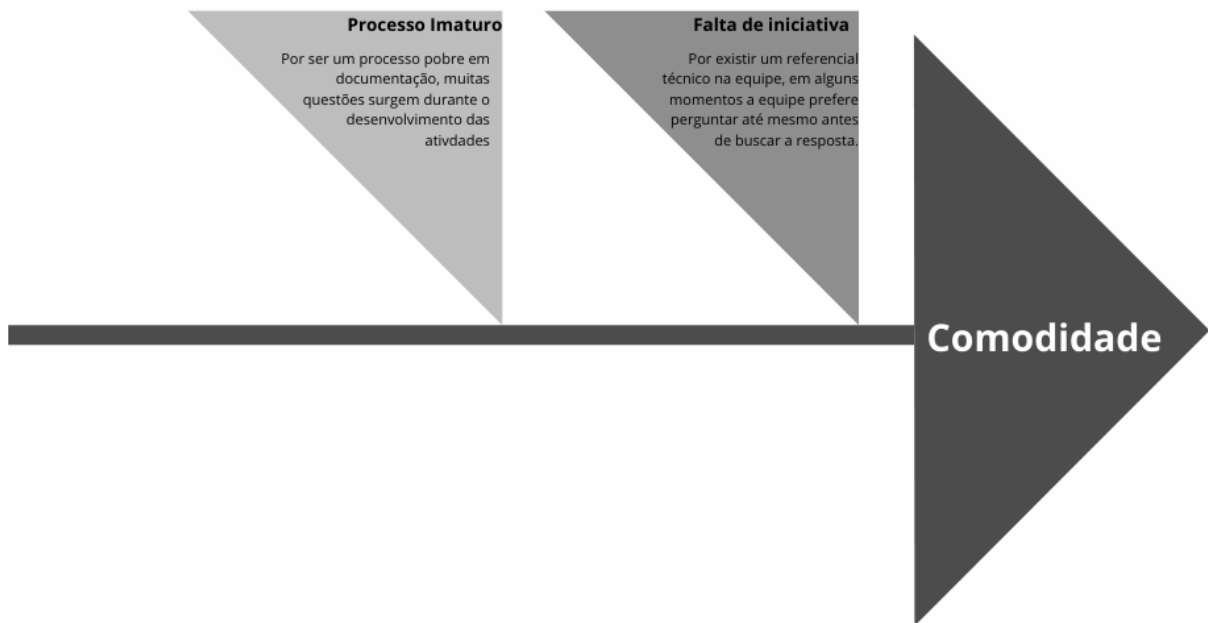 Processo Imaturo
Por ser um processo pobre em
documentação, muitas
questões surgem durante o
desenvolvimento das
ativdades
Falta de iniciativa
Por existir um referencial
técnico na equipe, em alguns
momentos a equipe prefere
perguntar até mesmo antes
de buscar a resposta.
Comodidade